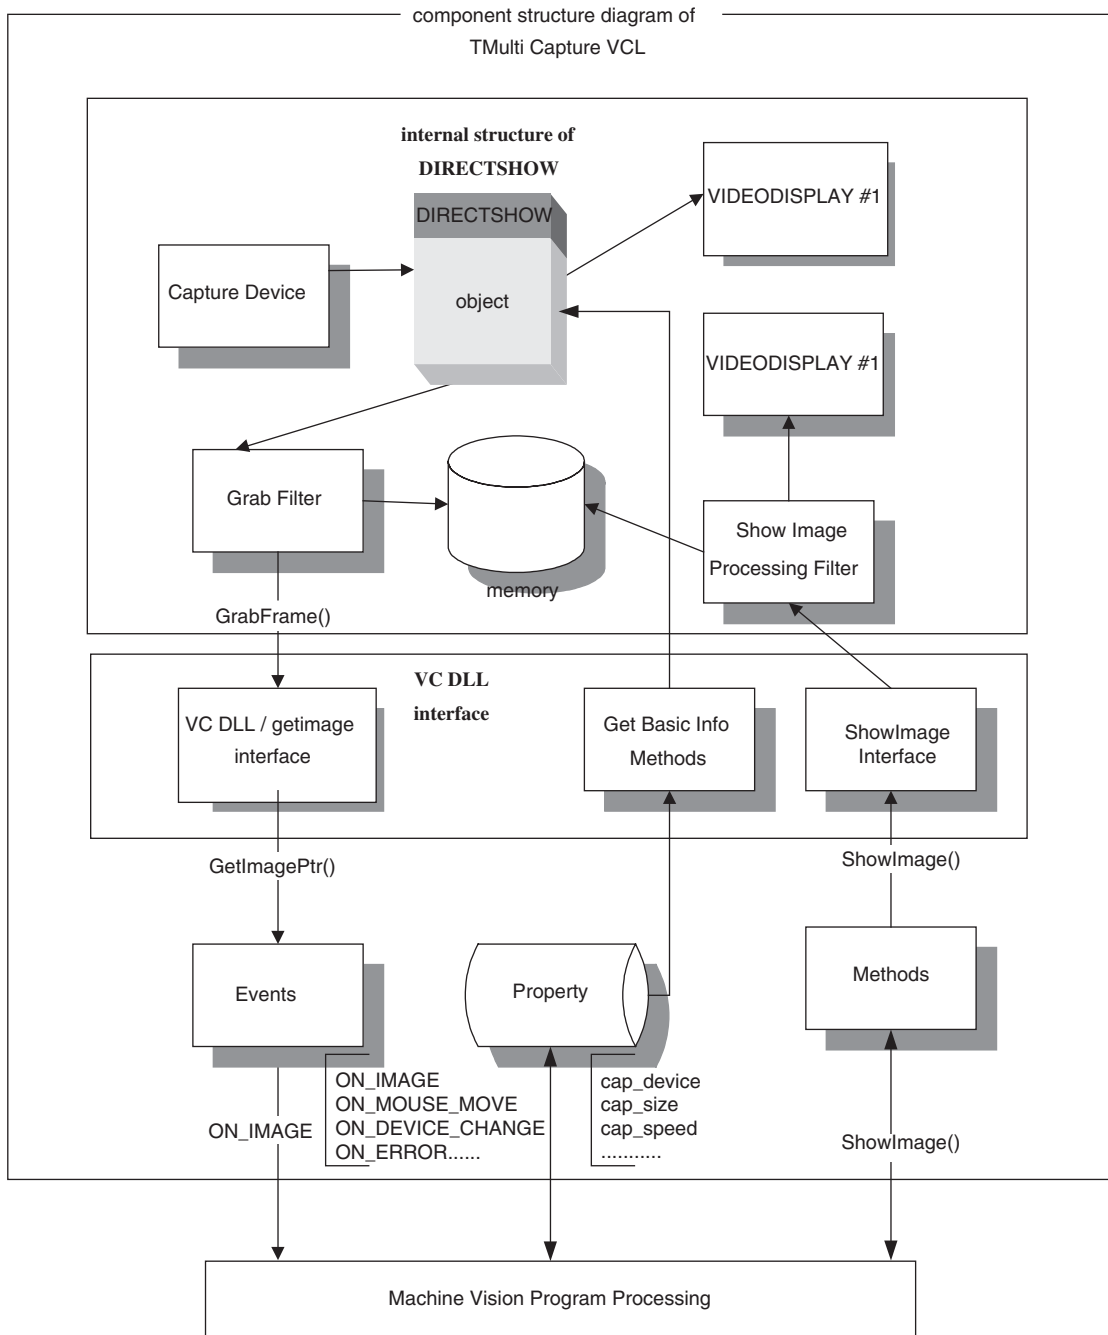 component structure diagram of
TMulti Capture VCL
internal structure of
DIRECTSHOW
DIRECTSHOW
object
VIDEODISPLAY #1
Capture Device
VIDEODISPLAY #1
Grab Filter
memory
Show Image
Processing Filter
GrabFrame()
VC DLL
interface
VC DLL / getimage
interface
Get Basic Info
Methods
ShowImage
Interface
GetImagePtr()
ShowImage()
Events
Property
Methods
ON_IMAGE
ON_IMAGE
ON_MOUSE_MOVE
ON_DEVICE_CHANGE
ON_ERROR......
cap_device
cap_size
cap_speed
...........
ShowImage()
Machine Vision Program Processing